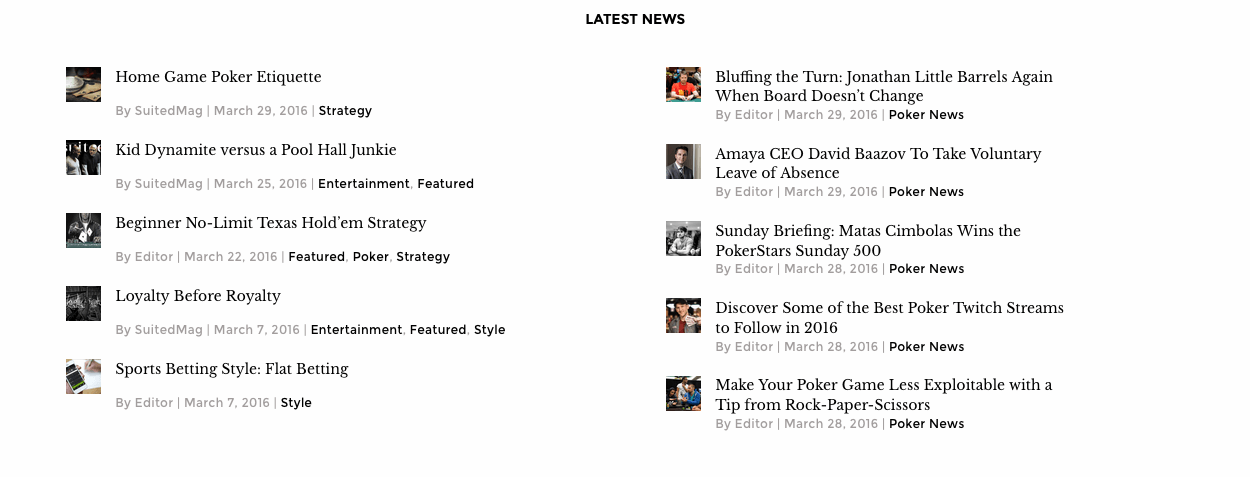 LATEST NEWS
Home Game Poker Etiquette
By SuitedMag | March 29, 2016 | Strategy
Kid Dynamite versus a Pool Hall Junkie
By SuitedMag | March 25, 2016 | Entertainment, Featured
Beginner No-Limit Texas Hold’em Strategy
By Editor | March 22, 2016 | Featured, Poker, Strategy
Loyalty Before Royalty
By SuitedMag | March 7, 2016 | Entertainment, Featured, Style
Sports Betting Style: Flat Betting
By Editor | March 7, 2016 | Style
Bluffing the Turn: Jonathan Little Barrels Again
When Board Doesn’t Change
By Editor | March 29, 2016 | Poker News
Amaya CEO David Baazov To Take Voluntary
Leave of Absence
By Editor | March 29, 2016 | Poker News
Sunday Briefing: Matas Cimbolas Wins the
PokerStars Sunday 500
By Editor | March 28, 2016 | Poker News
Discover Some of the Best Poker Twitch Streams
to Follow in 2016
By Editor | March 28, 2016 | Poker News
Make Your Poker Game Less Exploitable with a
Tip from Rock-Paper-Scissors
By Editor | March 28, 2016 | Poker News